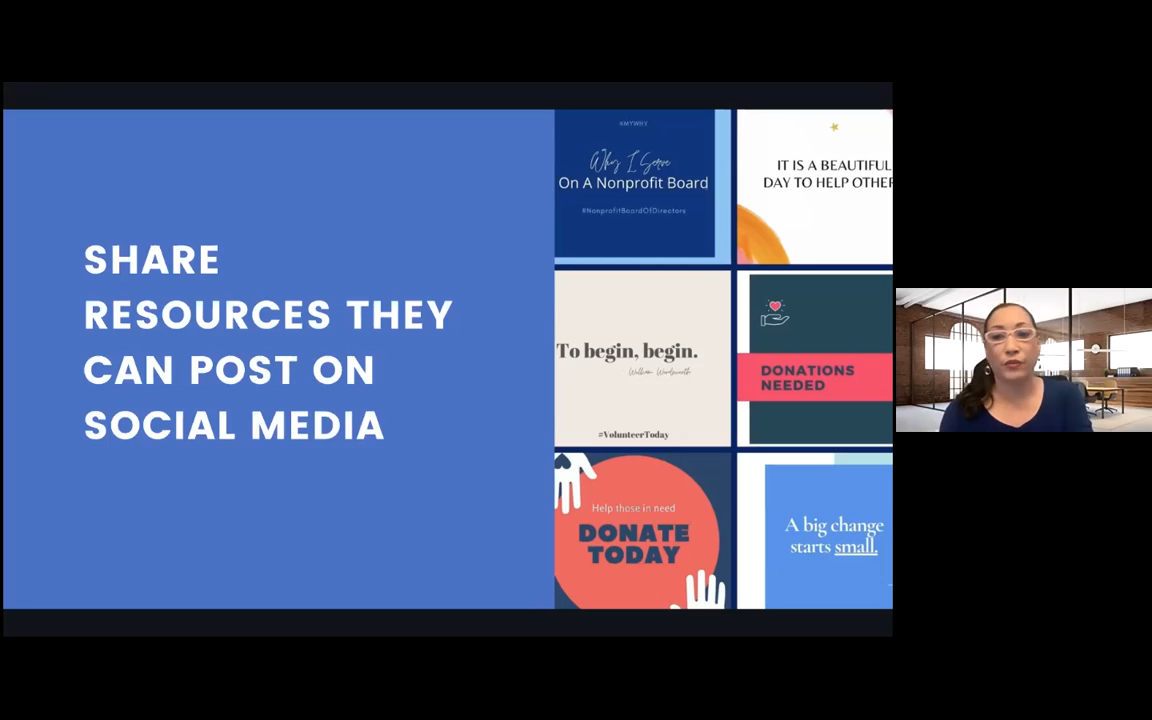 SHARE
RESOURCES THEY
CAN POST ON
SOCIAL MEDIA
#MYWHY
Why I Serve
On A Nonprofit Board
#NonprofitBoardOfDirectors
IT IS A BEAUTIFUL
DAY TO HELP OTHER
To begin, begin.
William Wordsworth
#VolunteerToday
DONATIONS
NEEDED
Help those in need
DONATE
TODAY
A big change
starts small.